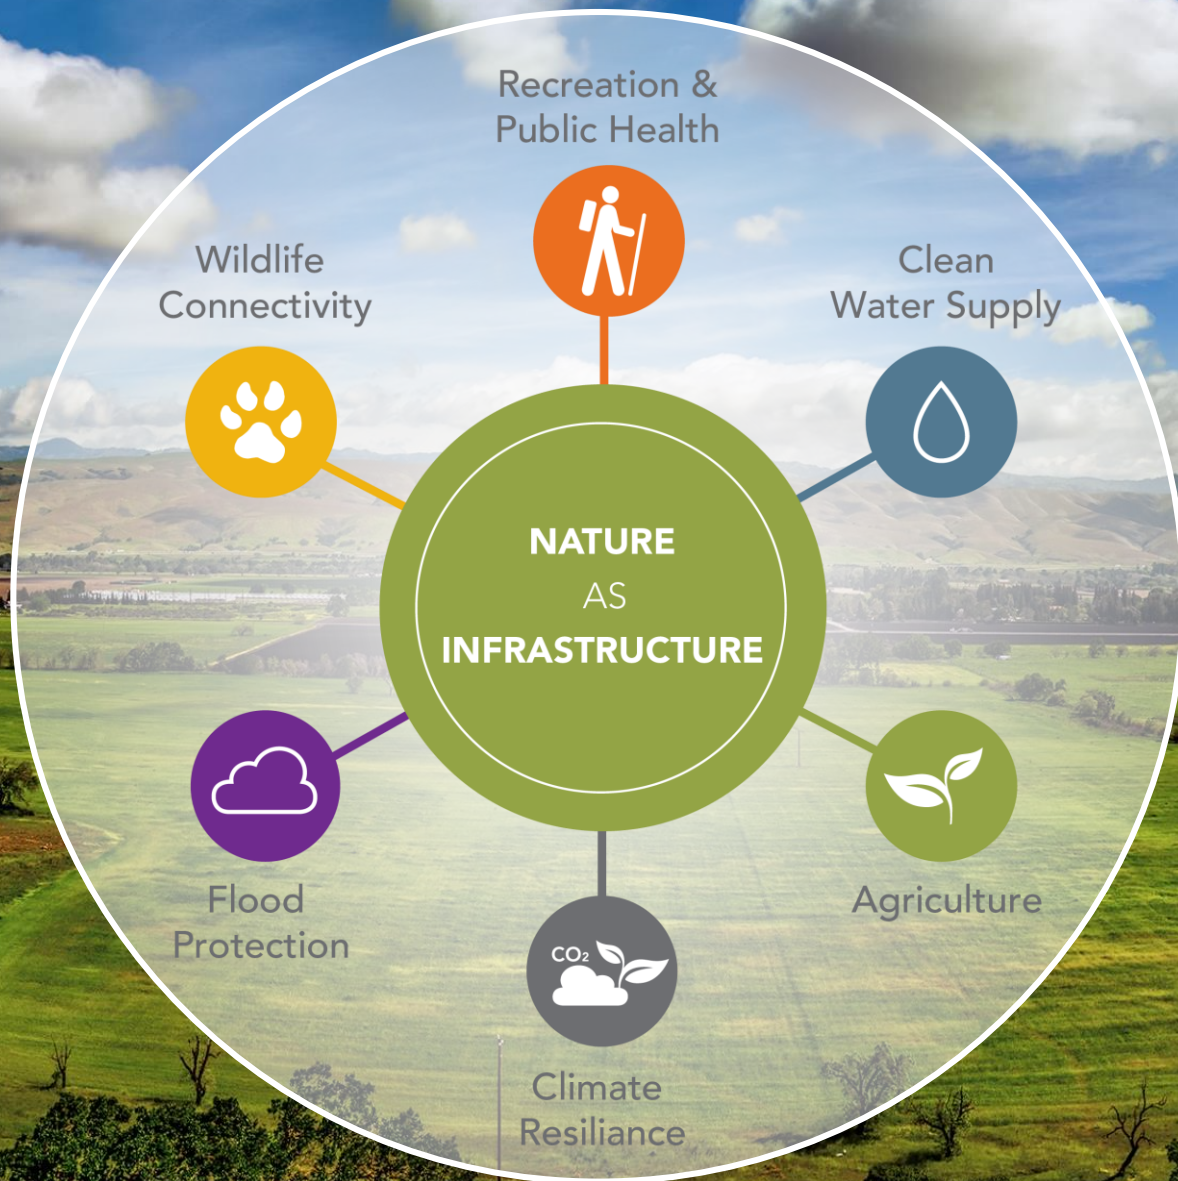 Recreation &
Public Health
Wildlife
Connectivity
Clean
Water Supply
NATURE
AS
INFRASTRUCTURE
Flood
Protection
Agriculture
CO₂
Climate
Resiliance